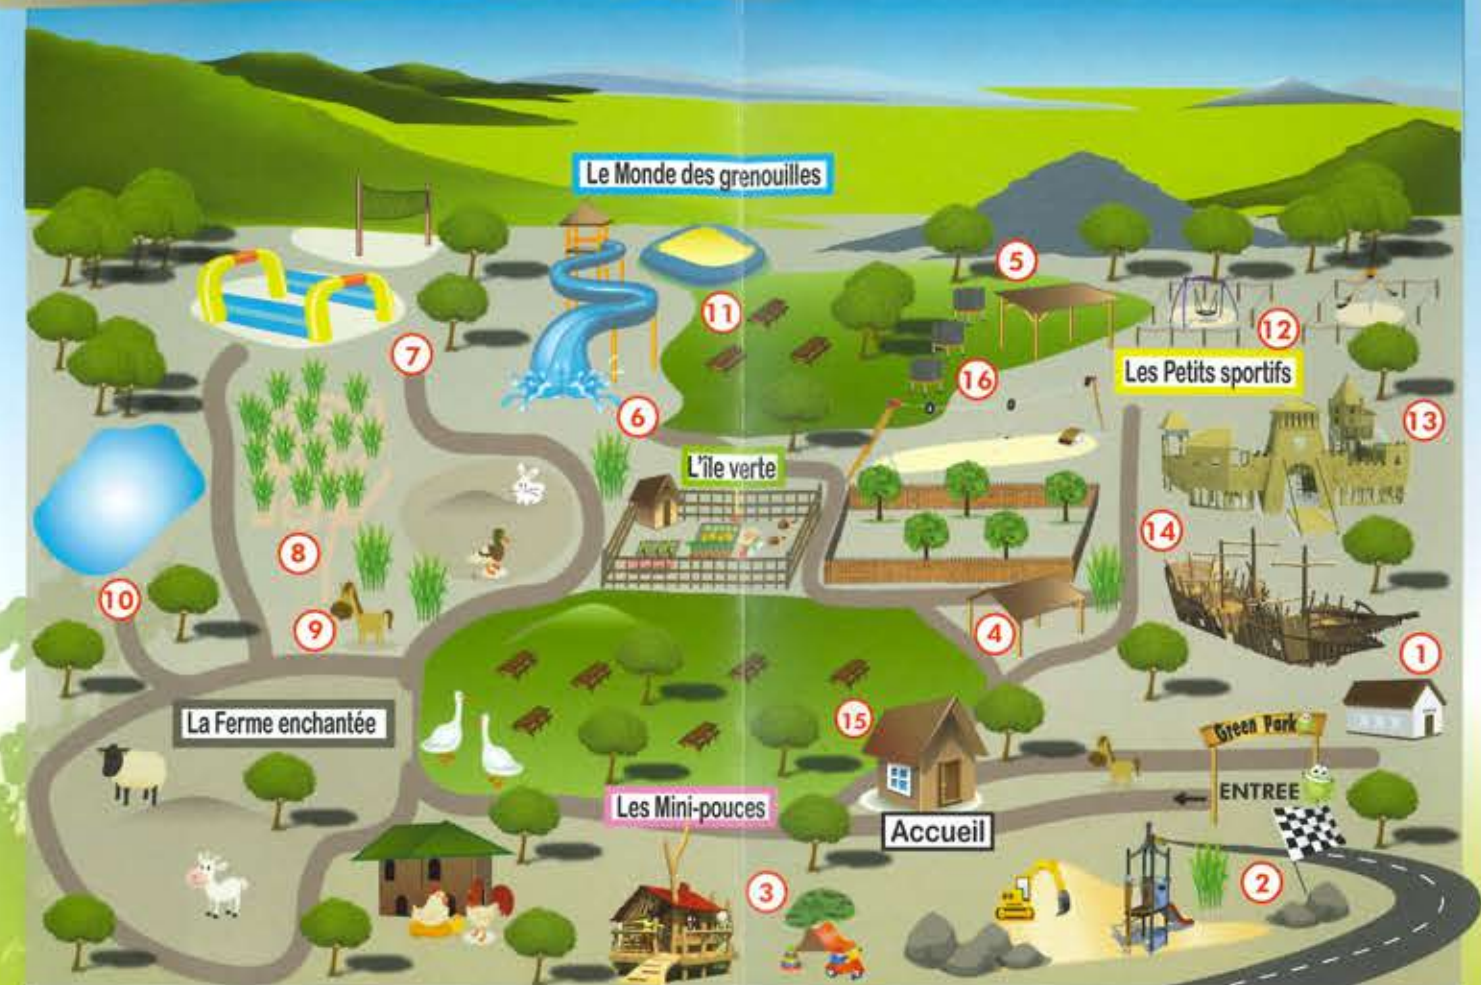 Le Monde des grenouilles
5
11
12
7
Les Petits sportifs
16
6
13
L'île verte
14
8
10
9
4
1
La Ferme enchantée
15
Green Park
ENTREE
Les Mini-pouces
Accueil
3
2